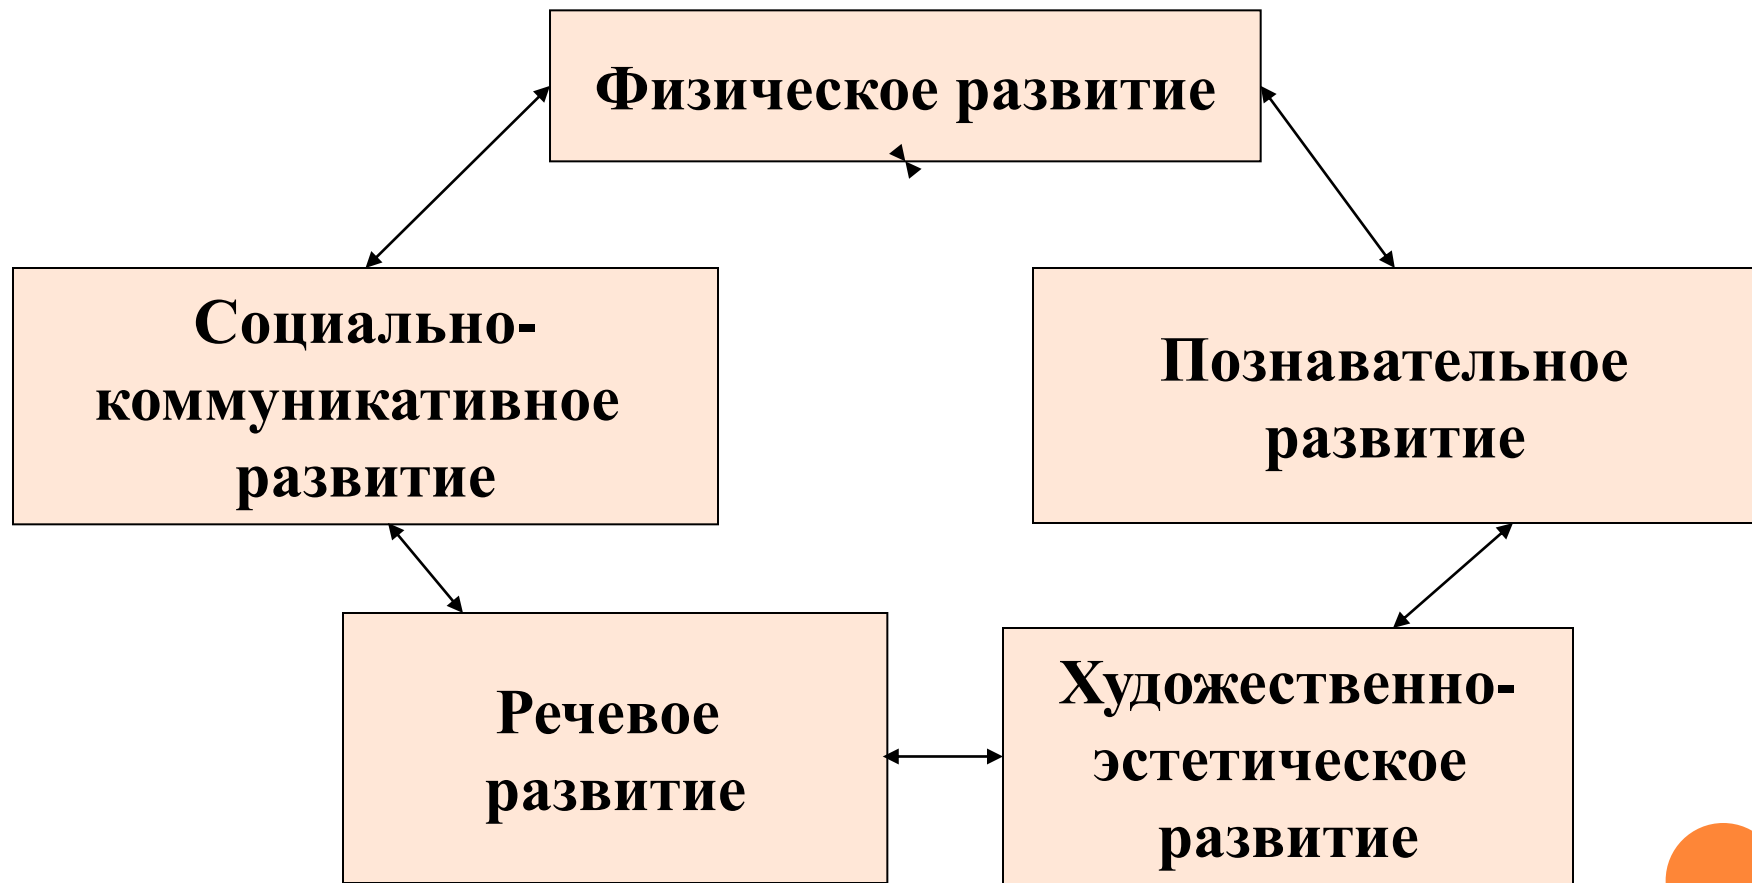 Физическое развитие
Социально-
коммуникативное
развитие
Познавательное
развитие
Речевое
развитие
Художественно-
эстетическое
развитие